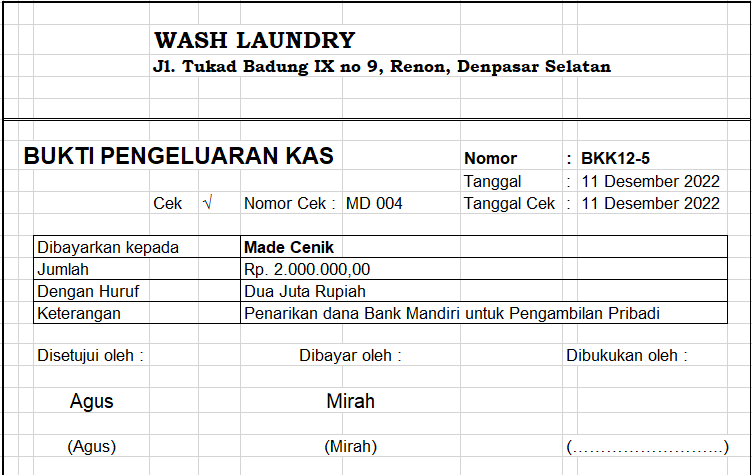 WASH LAUNDRY
Jl. Tukad Badung IX no 9, Renon, Denpasar Selatan
BUKTI PENGELUARAN KAS Nomor : BKK12-5
Tanggal : 11 Desember 2022
Cek √ Nomor Cek : MD 004 Tanggal Cek : 11 Desember 2022
Dibayarkan kepada Made Cenik
Jumlah Rp. 2.000.000,00
Dengan Huruf Dua Juta Rupiah
Keterangan Penarikan dana Bank Mandiri untuk Pengambilan Pribadi
Disetujui oleh : Dibayar oleh : Dibukukan oleh :
Agus Mirah
(Agus) (Mirah) (……………………..)